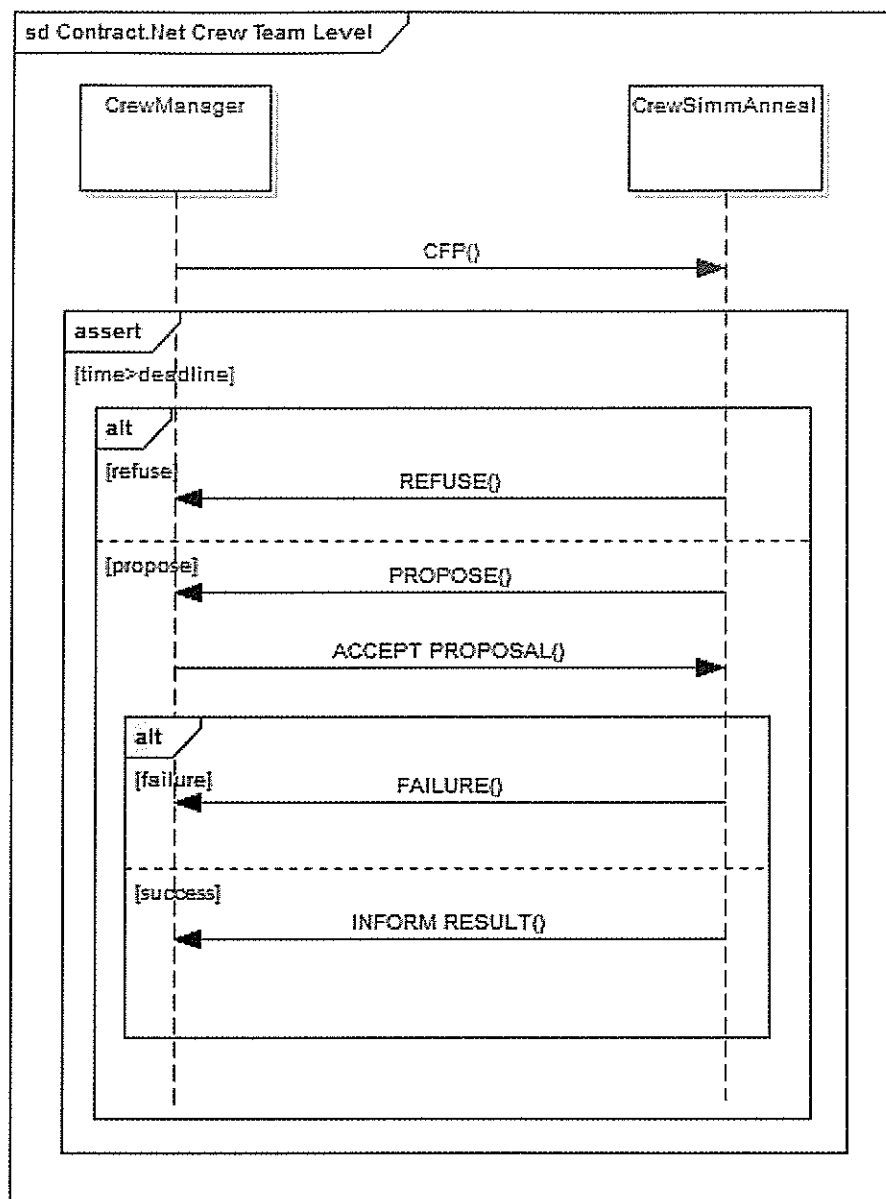 sd Contract.Net Crew Team Level
CrewManager
CrewSimmAnneal
CFP()
assert
[time>deadline]
alt
[refuse]
REFUSE()
[propose]
PROPOSE()
ACCEPT PROPOSAL()
alt
[failure]
FAILURE()
[success]
INFORM RESULT()